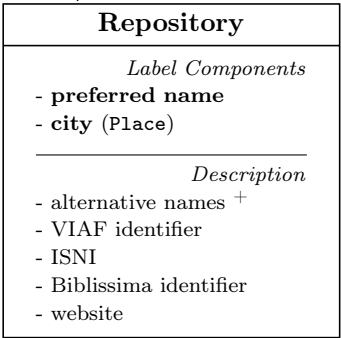 Repository
Label Components
- preferred name
- city (Place)
Description
- alternative names +
- VIAF identifier
- ISNI
- Biblissima identifier
- website